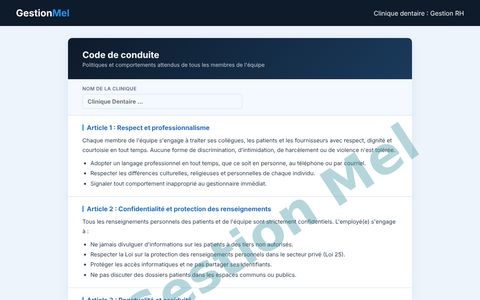 GestionMel
Clinique dentaire : Gestion RH
Code de conduite
Politiques et comportements attendus de tous les membres de l'équipe
NOM DE LA CLINIQUE
Clinique Dentaire ...
Article 1 : Respect et professionnalisme
Chaque membre de l'équipe s'engage à traiter ses collègues, les patients et les fournisseurs avec respect, dignité et
courtoisie en tout temps. Aucune forme de discrimination, d'intimidation, de harcèlement ou de violence n'est tolérée.
• Adopter un langage professionnel en tout temps, que ce soit en personne, au téléphone ou par courriel.
• Respecter les différences culturelles, religieuses et personnelles de chaque individu.
• Signaler tout comportement inapproprié au gestionnaire immédiat.
Article 2 : Confidentialité et protection des renseignements
Tous les renseignements personnels des patients et de l'équipe sont strictement confidentiels. L'employé(e) s'engage
à :
• Ne jamais divulguer d'informations sur les patients à des tiers non autorisés.
• Respecter la Loi sur la protection des renseignements personnels dans le secteur privé (Loi 25).
• Protéger les accès informatiques et ne pas partager ses identifiants.
• Ne pas discuter des dossiers patients dans les espaces communs ou publics.
Article 3 : Ponctualité et assiduité
Gestion Mel